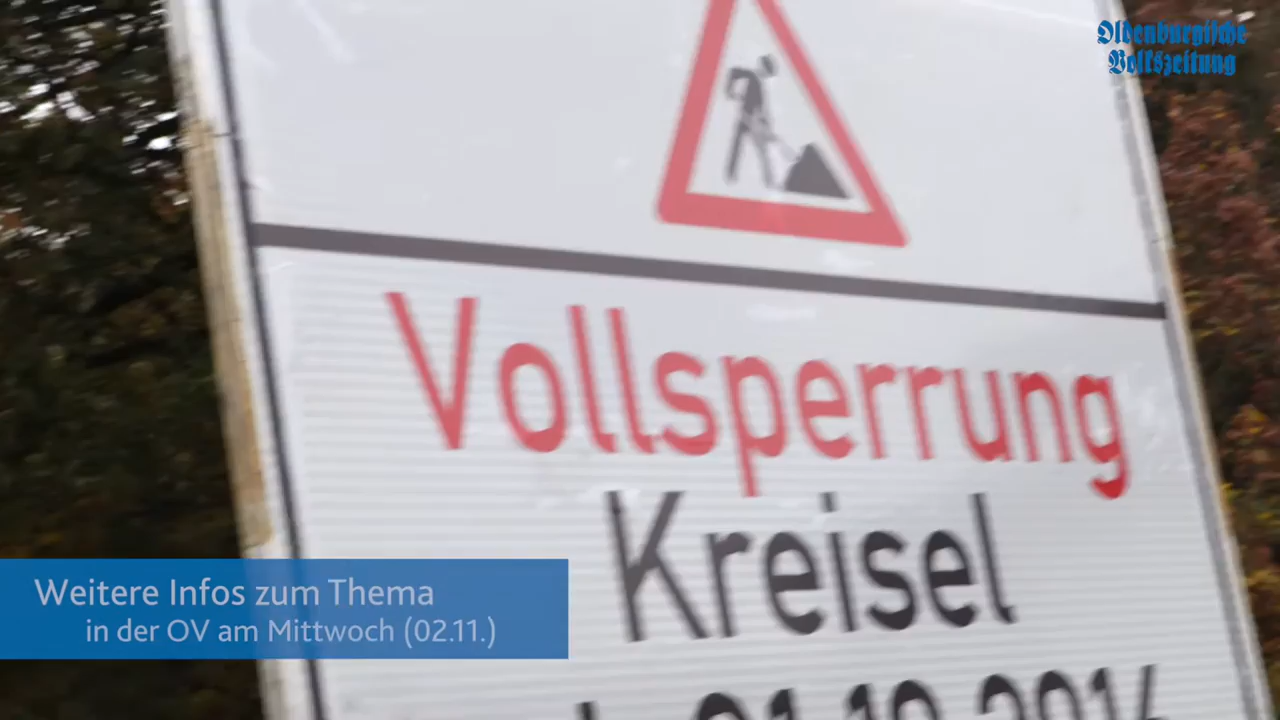 Oldenburgische
Volkszeitung
Vollsperrung
Kreisel
Weitere Infos zum Thema
in der OV am Mittwoch (02.11.)